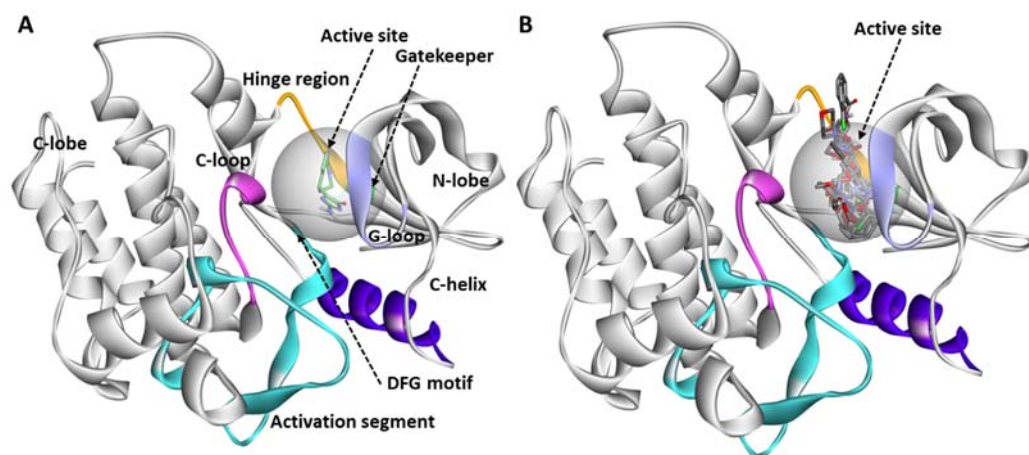 A
Active site
Gatekeeper
Hinge region
C-lobe
C-loop
N-lobe
G-loop
C-helix
DFG motif
Activation segment
B
Active site